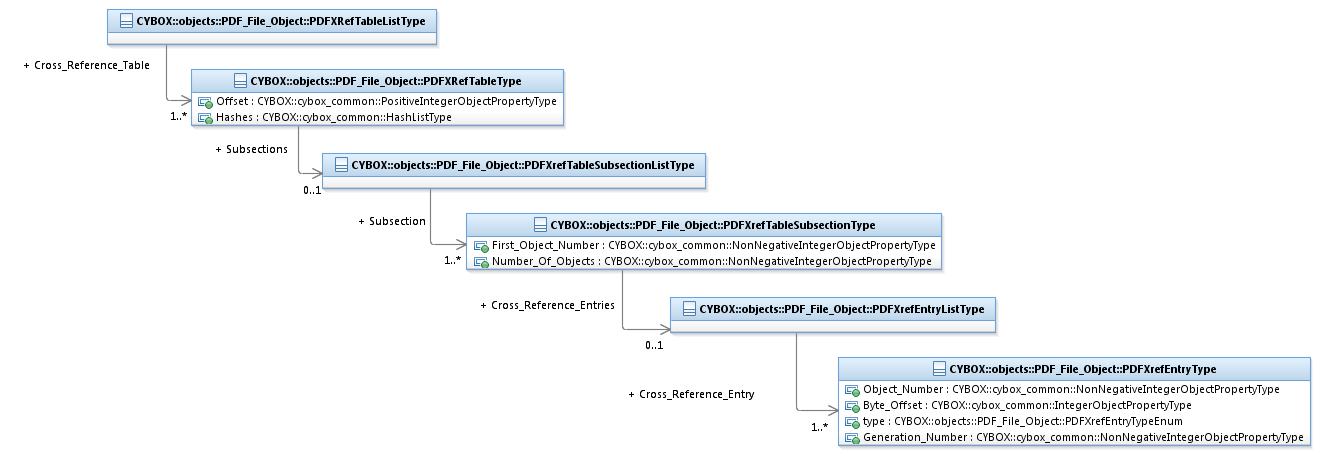 CYBOX::objects::PDF_File_Object::PDFXRefTableListType
+ Cross_Reference_Table
CYBOX::objects::PDF_File_Object::PDFXRefTableType
Offset : CYBOX::cybox_common::PositiveIntegerObjectPropertyType
1..*
Hashes : CYBOX::cybox_common::HashListType
+ Subsections
CYBOX::objects::PDF_File_Object::PDFXrefTableSubsectionListType
0..1
+ Subsection
CYBOX::objects::PDF_File_Object::PDFXrefTableSubsectionType
First_Object_Number : CYBOX::cybox_common::NonNegativeIntegerObjectPropertyType
1..*
Number_Of_Objects : CYBOX::cybox_common::NonNegativeIntegerObjectPropertyType
+ Cross_Reference_Entries
CYBOX::objects::PDF_File_Object::PDFXrefEntryListType
0..1
CYBOX::objects::PDF_File_Object::PDFXrefEntryType
+ Cross_Reference_Entry
Object_Number : CYBOX::cybox_common::NonNegativeIntegerObjectPropertyType
Byte_Offset : CYBOX::cybox_common::IntegerObjectPropertyType
type : CYBOX::objects::PDF_File_Object::PDFXrefEntryTypeEnum
1..*
Generation_Number : CYBOX::cybox_common::NonNegativeIntegerObjectPropertyType